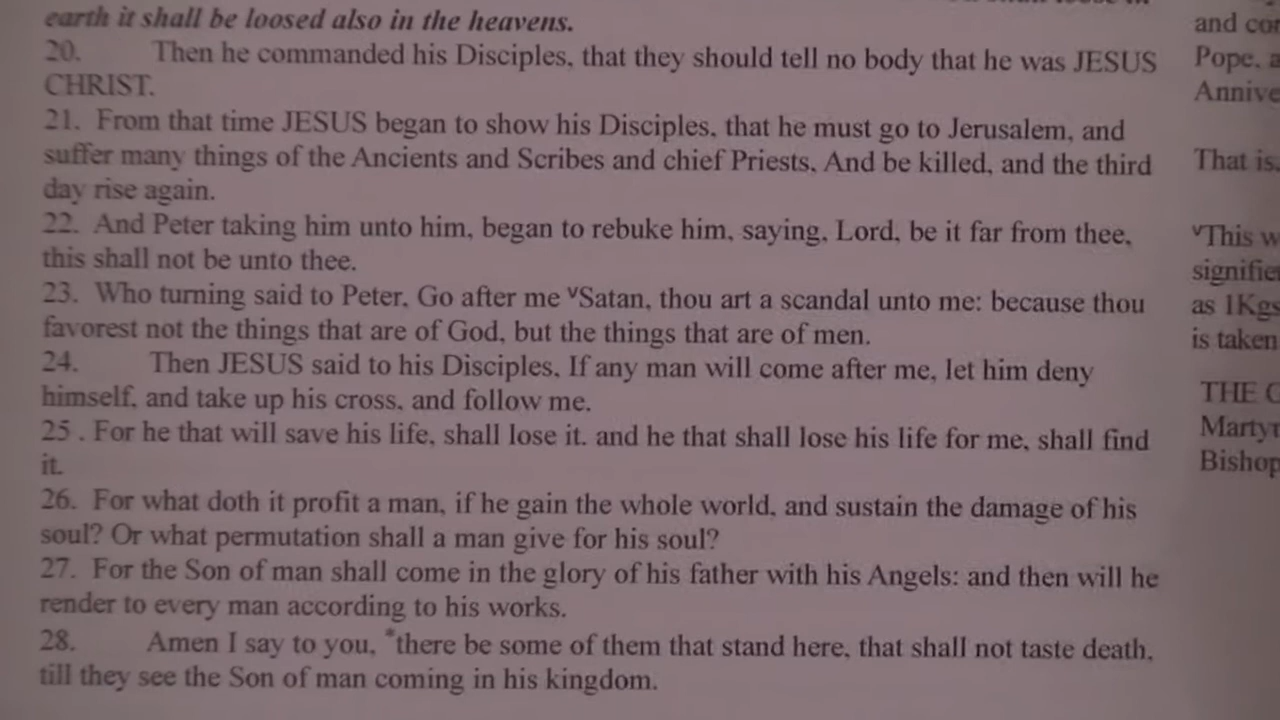 earth it shall be loosed also in the heavens.
20. Then he commanded his Disciples, that they should tell no body that he was JESUS
CHRIST.
21. From that time JESUS began to show his Disciples, that he must go to Jerusalem, and
suffer many things of the Ancients and Scribes and chief Priests, And be killed, and the third
day rise again.
22. And Peter taking him unto him, began to rebuke him, saying, Lord, be it far from thee,
this shall not be unto thee.
23. Who turning said to Peter, Go after me ᵛSatan, thou art a scandal unto me: because thou
favorest not the things that are of God, but the things that are of men.
24. Then JESUS said to his Disciples, If any man will come after me, let him deny
himself, and take up his cross, and follow me.
25 . For he that will save his life, shall lose it. and he that shall lose his life for me, shall find
it.
26. For what doth it profit a man, if he gain the whole world, and sustain the damage of his
soul? Or what permutation shall a man give for his soul?
27. For the Son of man shall come in the glory of his father with his Angels: and then will he
render to every man according to his works.
28. Amen I say to you, *there be some of them that stand here, that shall not taste death,
till they see the Son of man coming in his kingdom.
and
Pope,
That is,
ᵛThis
as 1Kgs
is taken
THE